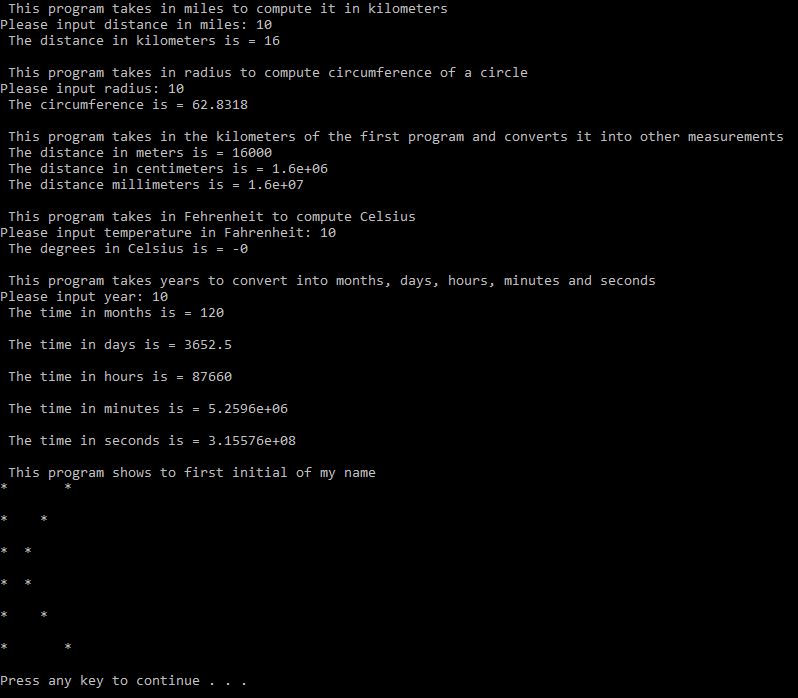 This program takes in miles to compute it in kilometers
Please input distance in miles: 10
The distance in kilometers is = 16
This program takes in radius to compute circumference of a circle
Please input radius: 10
The circumference is = 62.8318
This program takes in the kilometers of the first program and converts it into other measurements
The distance in meters is = 16000
The distance in centimeters is = 1.6e+06
The distance millimeters is = 1.6e+07
This program takes in Fehrenheit to compute Celsius
Please input temperature in Fahrenheit: 10
The degrees in Celsius is = -0
This program takes years to convert into months, days, hours, minutes and seconds
Please input year: 10
The time in months is = 120
The time in days is = 3652.5
The time in hours is = 87660
The time in minutes is = 5.2596e+06
The time in seconds is = 3.15576e+08
This program shows to first initial of my name
*       *
*    *
*  *
*  *
*    *
*       *
Press any key to continue . . .